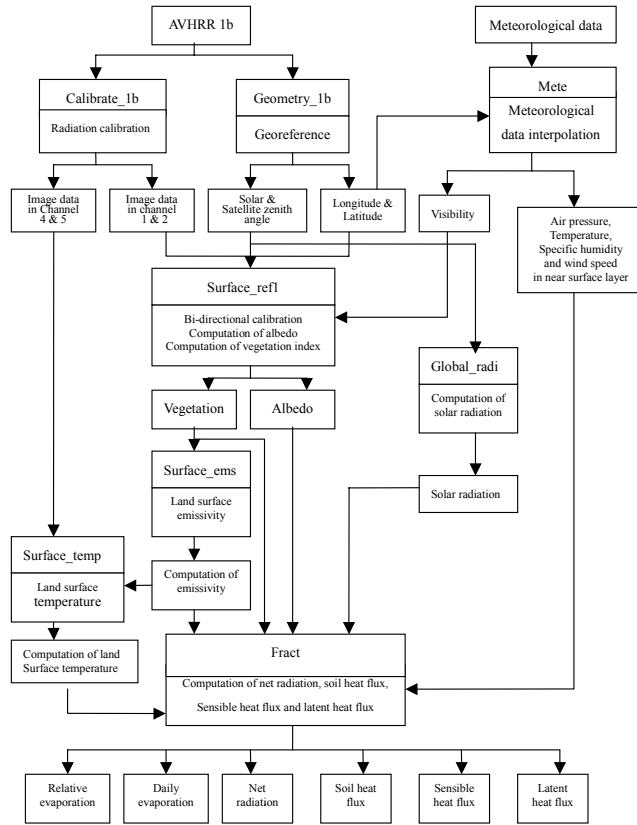 AVHRR 1b
Meteorological data
Calibrate_1b
Radiation calibration
Geometry_1b
Georeference
Mete
Meteorological
data interpolation
Image data
in Channel
4 & 5
Image data
in channel
1 & 2
Solar &
Satellite zenith
angle
Longitude &
Latitude
Visibility
Air pressure,
Temperature,
Specific humidity
and wind speed
in near surface layer
Surface_ref1
Bi-directional calibration
Computation of albedo
Computation of vegetation index
Global_radi
Computation of
solar radiation
Vegetation
Albedo
Surface_ems
Land surface
emissivity
Solar radiation
Surface_temp
Land surface
temperature
Computation of
emissivity
Computation of land
Surface temperature
Fract
Computation of net radiation, soil heat flux,
Sensible heat flux and latent heat flux
Relative
evaporation
Daily
evaporation
Net
radiation
Soil heat
flux
Sensible
heat flux
Latent
heat flux